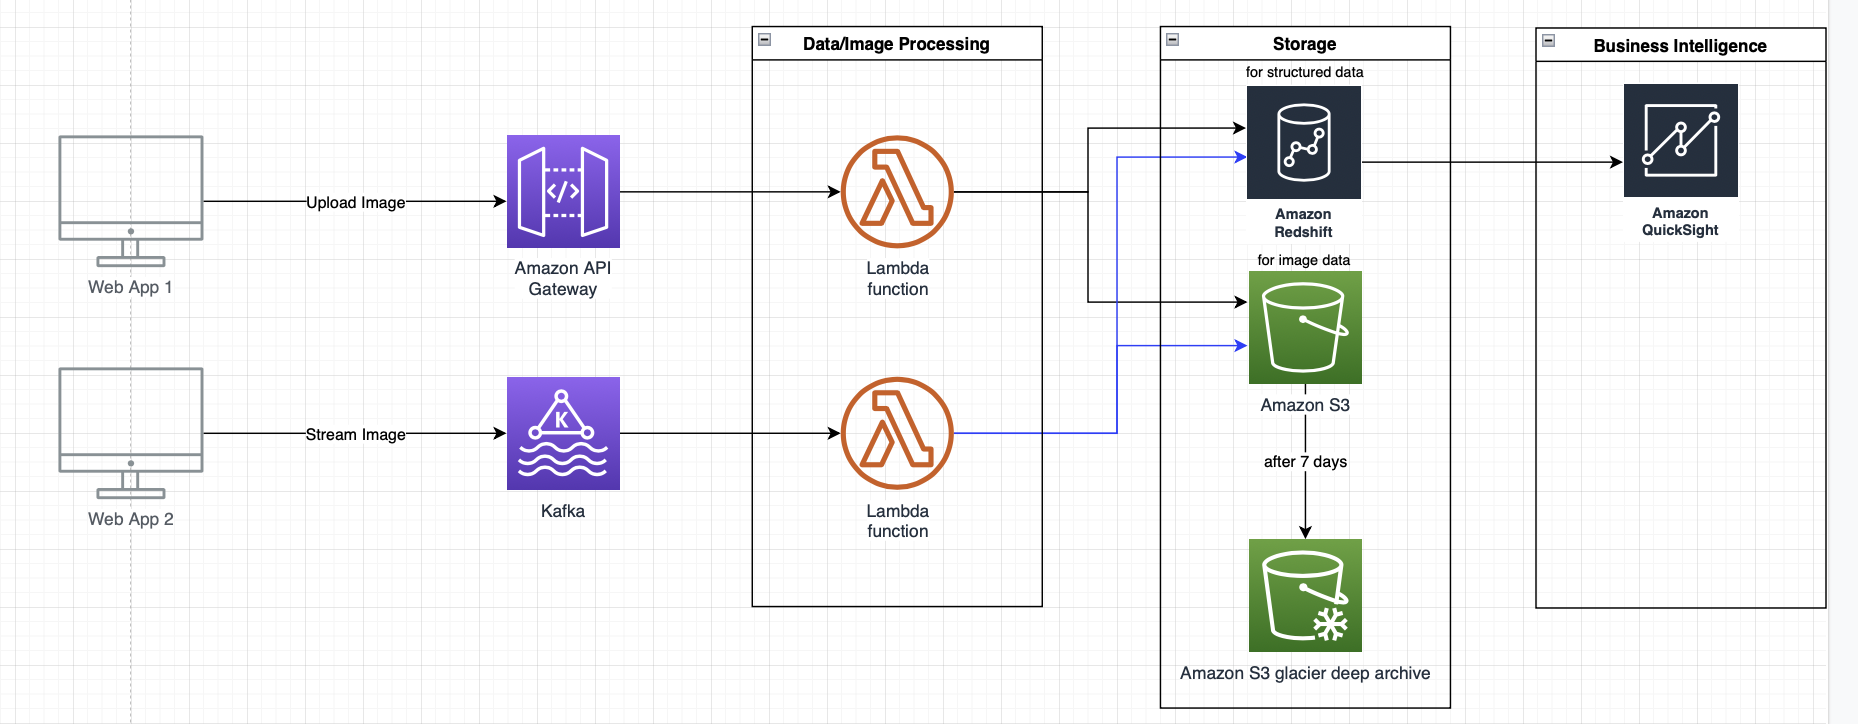 Data/Image Processing
Storage
Business Intelligence
for structured data
Upload Image
Amazon
Redshift
Amazon
QuickSight
for image data
Amazon API
Gateway
Lambda
function
Web App 1
Amazon S3
Stream Image
K
after 7 days
Web App 2
Kafka
Lambda
function
Amazon S3 glacier deep archive